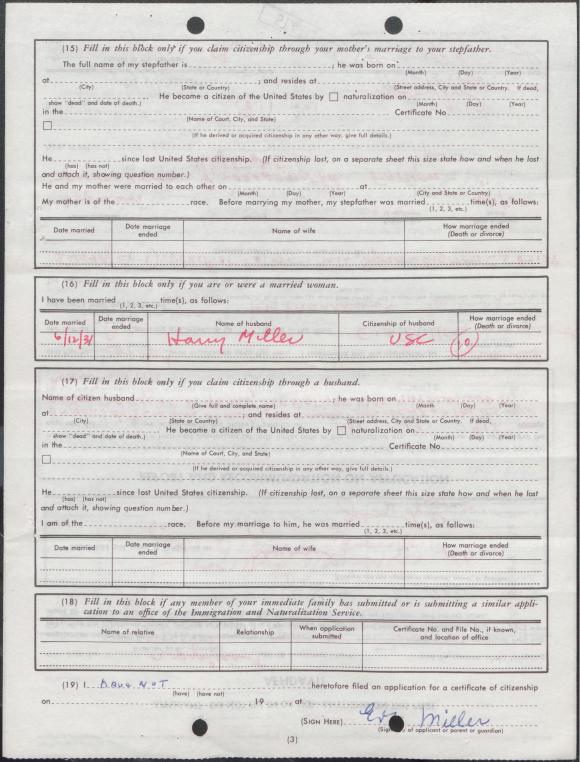 (15) Fill in this block only if you claim citizenship through your mother's marriage to your stepfather.
The full name of my stepfather is ; he was born on
(Month) (Day) (Year)
at ; and resides at
(City) (State or Country) (Street address, City and State or Country. If dead,
He became a citizen of the United States by ☐ naturalization on
show "dead" and date of death.) (Month) (Day) (Year)
in the Certificate No.
(Name of Court, City, and State)
☐
(If he derived or acquired citizenship in any other way, give full details.)
He since lost United States citizenship. (If citizenship lost, on a separate sheet this size state how and when he lost
(has) (has not)
and attach it, showing question number.)
He and my mother were married to each other on at
(Month) (Day) (Year) (City and State or Country)
My mother is of the race. Before marrying my mother, my stepfather was married time(s), as follows:
(1, 2, 3, etc.)
Date married Date marriage ended Name of wife How marriage ended (Death or divorce)
(16) Fill in this block only if you are or were a married woman.
I have been married time(s), as follows:
(1, 2, 3, etc.)
Date married Date marriage ended Name of husband Citizenship of husband How marriage ended (Death or divorce)
6/12/31 Harry Miller USC
(17) Fill in this block only if you claim citizenship through a husband.
Name of citizen husband ; he was born on
(Give full and complete name) (Month (Day) (Year)
at ; and resides at
(City) (State or Country) (Street address, City and State or Country. If dead,
He became a citizen of the United States by ☐ naturalization on
show "dead" and date of death.) (Month) (Day) (Year)
in the Certificate No.
(Name of Court, City, and State)
☐
(If he derived or acquired citizenship in any other way, give full details.)
He since lost United States citizenship. (If citizenship lost, on a separate sheet this size state how and when he lost
(has) (has not)
and attach it, showing question number.)
I am of the race. Before my marriage to him, he was married time(s), as follows:
(1, 2, 3, etc.)
Date married Date marriage ended Name of wife How marriage ended (Death or divorce)
(18) Fill in this block if any member of your immediate family has submitted or is submitting a similar appli-
cation to an office of the Immigration and Naturalization Service.
Name of relative Relationship When application submitted Certificate No. and File No., if known, and location of office
(19) I HAVE NOT heretofore filed an application for a certificate of citizenship
(have) (have not)
on 19 at
(SIGN HERE) Eva Miller
of applicant or parent or guardian)
(3)